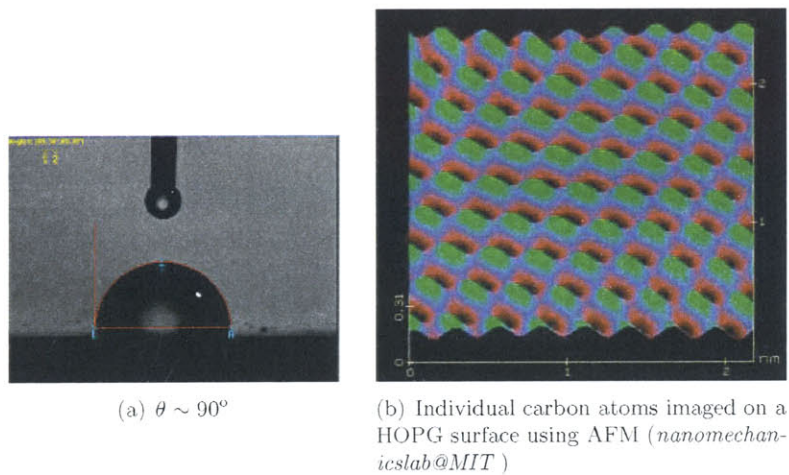 (a) θ ∼ 90º
2
1
0.31
0
nm
0
1
2
(b) Individual carbon atoms imaged on a
HOPG surface using AFM (nanomechan-
icslab@MIT )